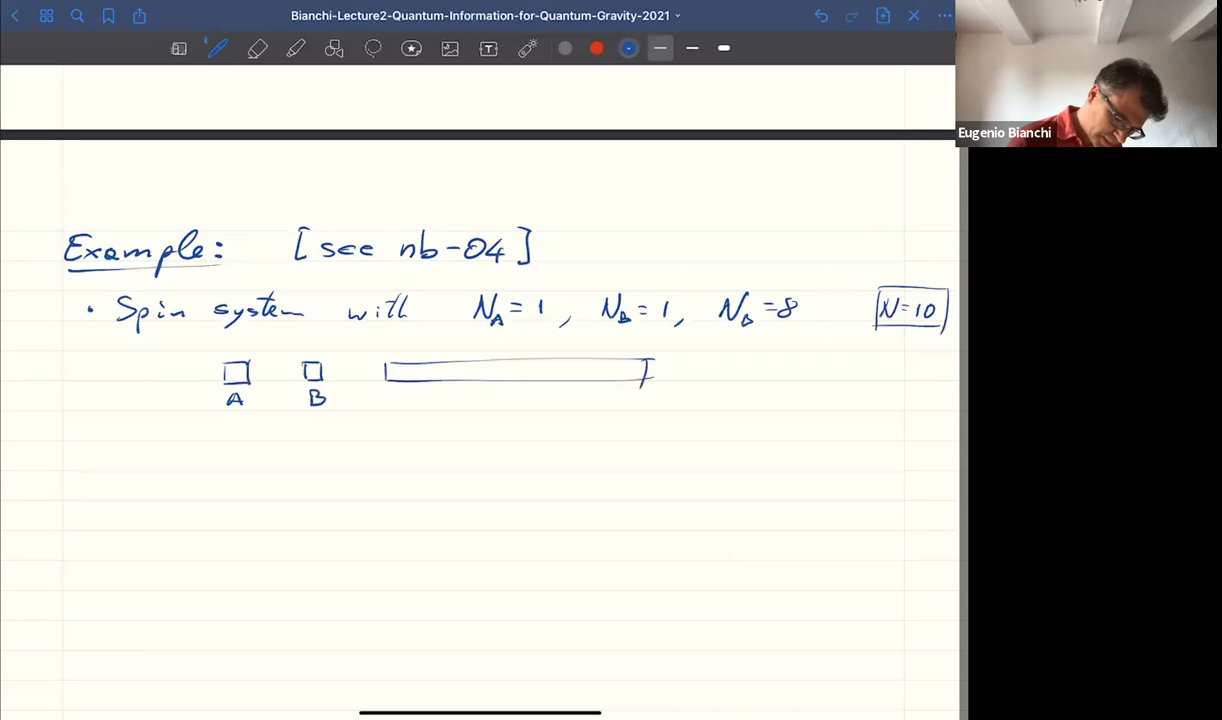 Bianchi-Lecture2-Quantum-Information-for-Quantum-Gravity-2021
Eugenio Bianchi
Example: [see nb-04]
• Spin system with N_A = 1, N_B = 1, N_B = 8 N=10
A B